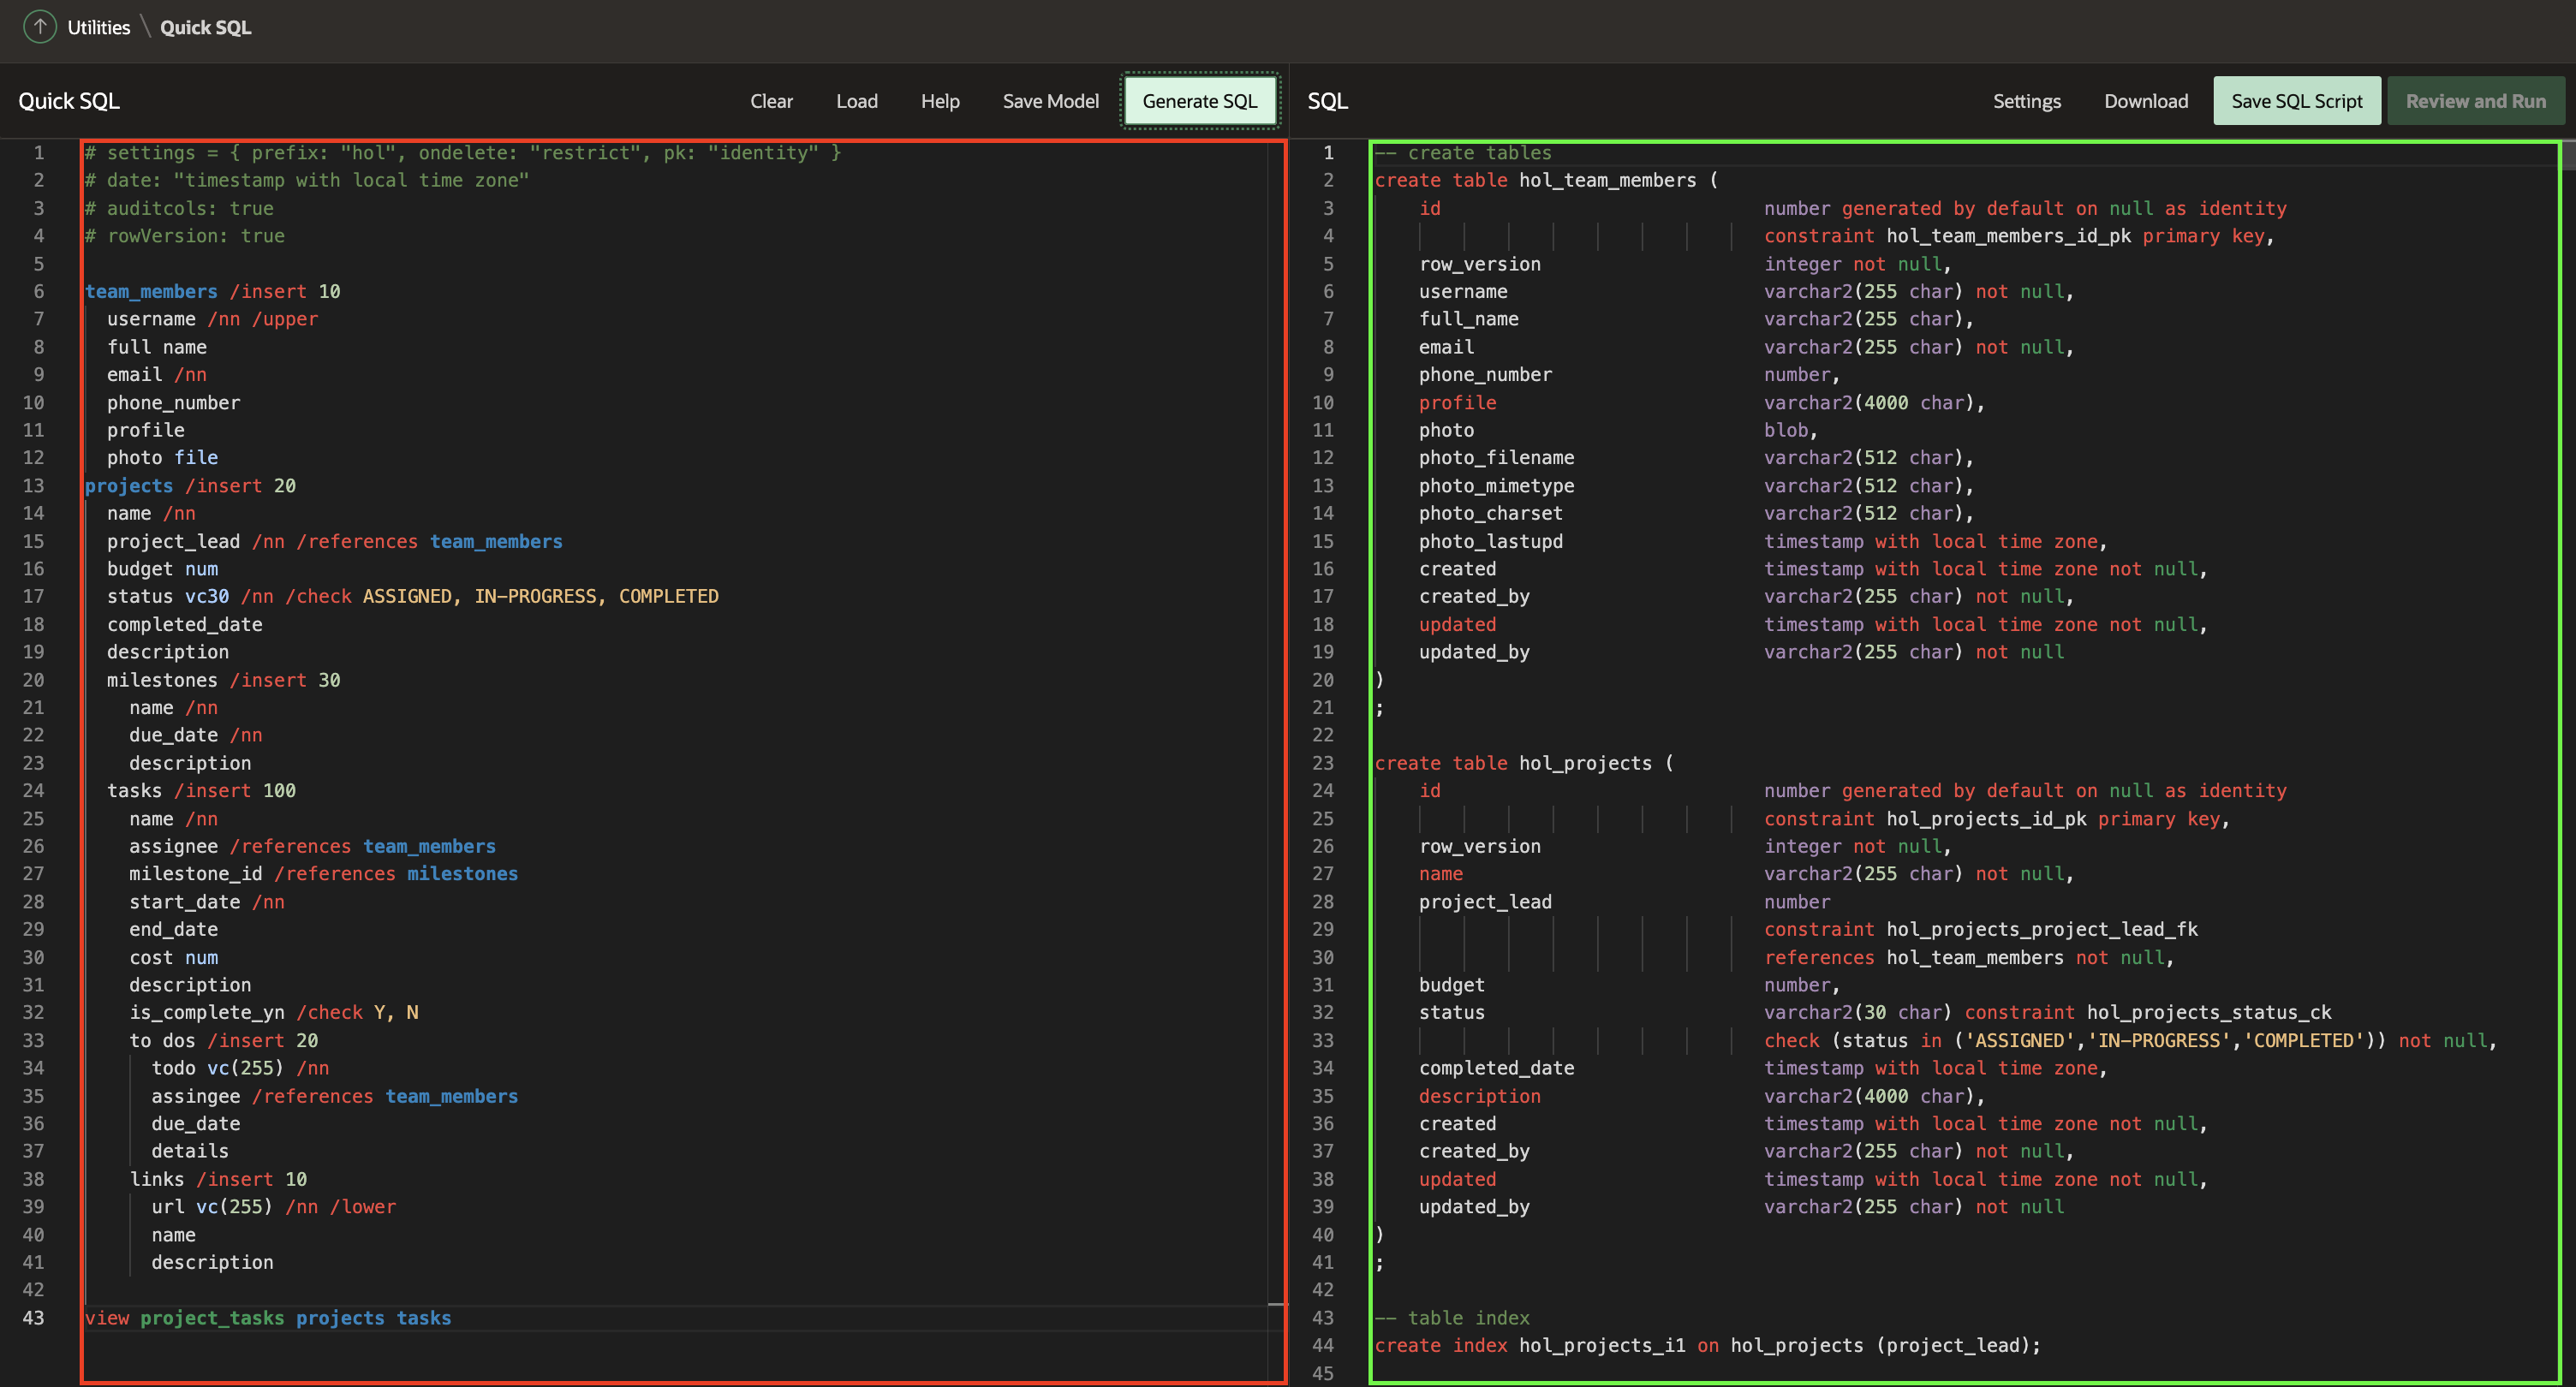 Utilities \ Quick SQL
Quick SQL Clear Load Help Save Model Generate SQL
1 # settings = { prefix: "hol", ondelete: "restrict", pk: "identity" }
2 # date: "timestamp with local time zone"
3 # auditcols: true
4 # rowVersion: true
5
6 team_members /insert 10
7 username /nn /upper
8 full name
9 email /nn
10 phone_number
11 profile
12 photo file
13 projects /insert 20
14 name /nn
15 project_lead /nn /references team_members
16 budget num
17 status vc30 /nn /check ASSIGNED, IN-PROGRESS, COMPLETED
18 completed_date
19 description
20 milestones /insert 30
21 name /nn
22 due_date /nn
23 description
24 tasks /insert 100
25 name /nn
26 assignee /references team_members
27 milestone_id /references milestones
28 start_date /nn
29 end_date
30 cost num
31 description
32 is_complete_yn /check Y, N
33 to dos /insert 20
34 todo vc(255) /nn
35 assingee /references team_members
36 due_date
37 details
38 links /insert 10
39 url vc(255) /nn /lower
40 name
41 description
42
43 view project_tasks projects tasks
SQL Settings Download Save SQL Script Review and Run
1 -- create tables
2 create table hol_team_members (
3 id number generated by default on null as identity
4 constraint hol_team_members_id_pk primary key,
5 row_version integer not null,
6 username varchar2(255 char) not null,
7 full_name varchar2(255 char),
8 email varchar2(255 char) not null,
9 phone_number number,
10 profile varchar2(4000 char),
11 photo blob,
12 photo_filename varchar2(512 char),
13 photo_mimetype varchar2(512 char),
14 photo_charset varchar2(512 char),
15 photo_lastupd timestamp with local time zone,
16 created timestamp with local time zone not null,
17 created_by varchar2(255 char) not null,
18 updated timestamp with local time zone not null,
19 updated_by varchar2(255 char) not null
20 )
21 ;
22
23 create table hol_projects (
24 id number generated by default on null as identity
25 constraint hol_projects_id_pk primary key,
26 row_version integer not null,
27 name varchar2(255 char) not null,
28 project_lead number
29 constraint hol_projects_project_lead_fk
30 references hol_team_members not null,
31 budget number,
32 status varchar2(30 char) constraint hol_projects_status_ck
33 check (status in ('ASSIGNED','IN-PROGRESS','COMPLETED')) not null,
34 completed_date timestamp with local time zone,
35 description varchar2(4000 char),
36 created timestamp with local time zone not null,
37 created_by varchar2(255 char) not null,
38 updated timestamp with local time zone not null,
39 updated_by varchar2(255 char) not null
40 )
41 ;
42
43 -- table index
44 create index hol_projects_i1 on hol_projects (project_lead);
45